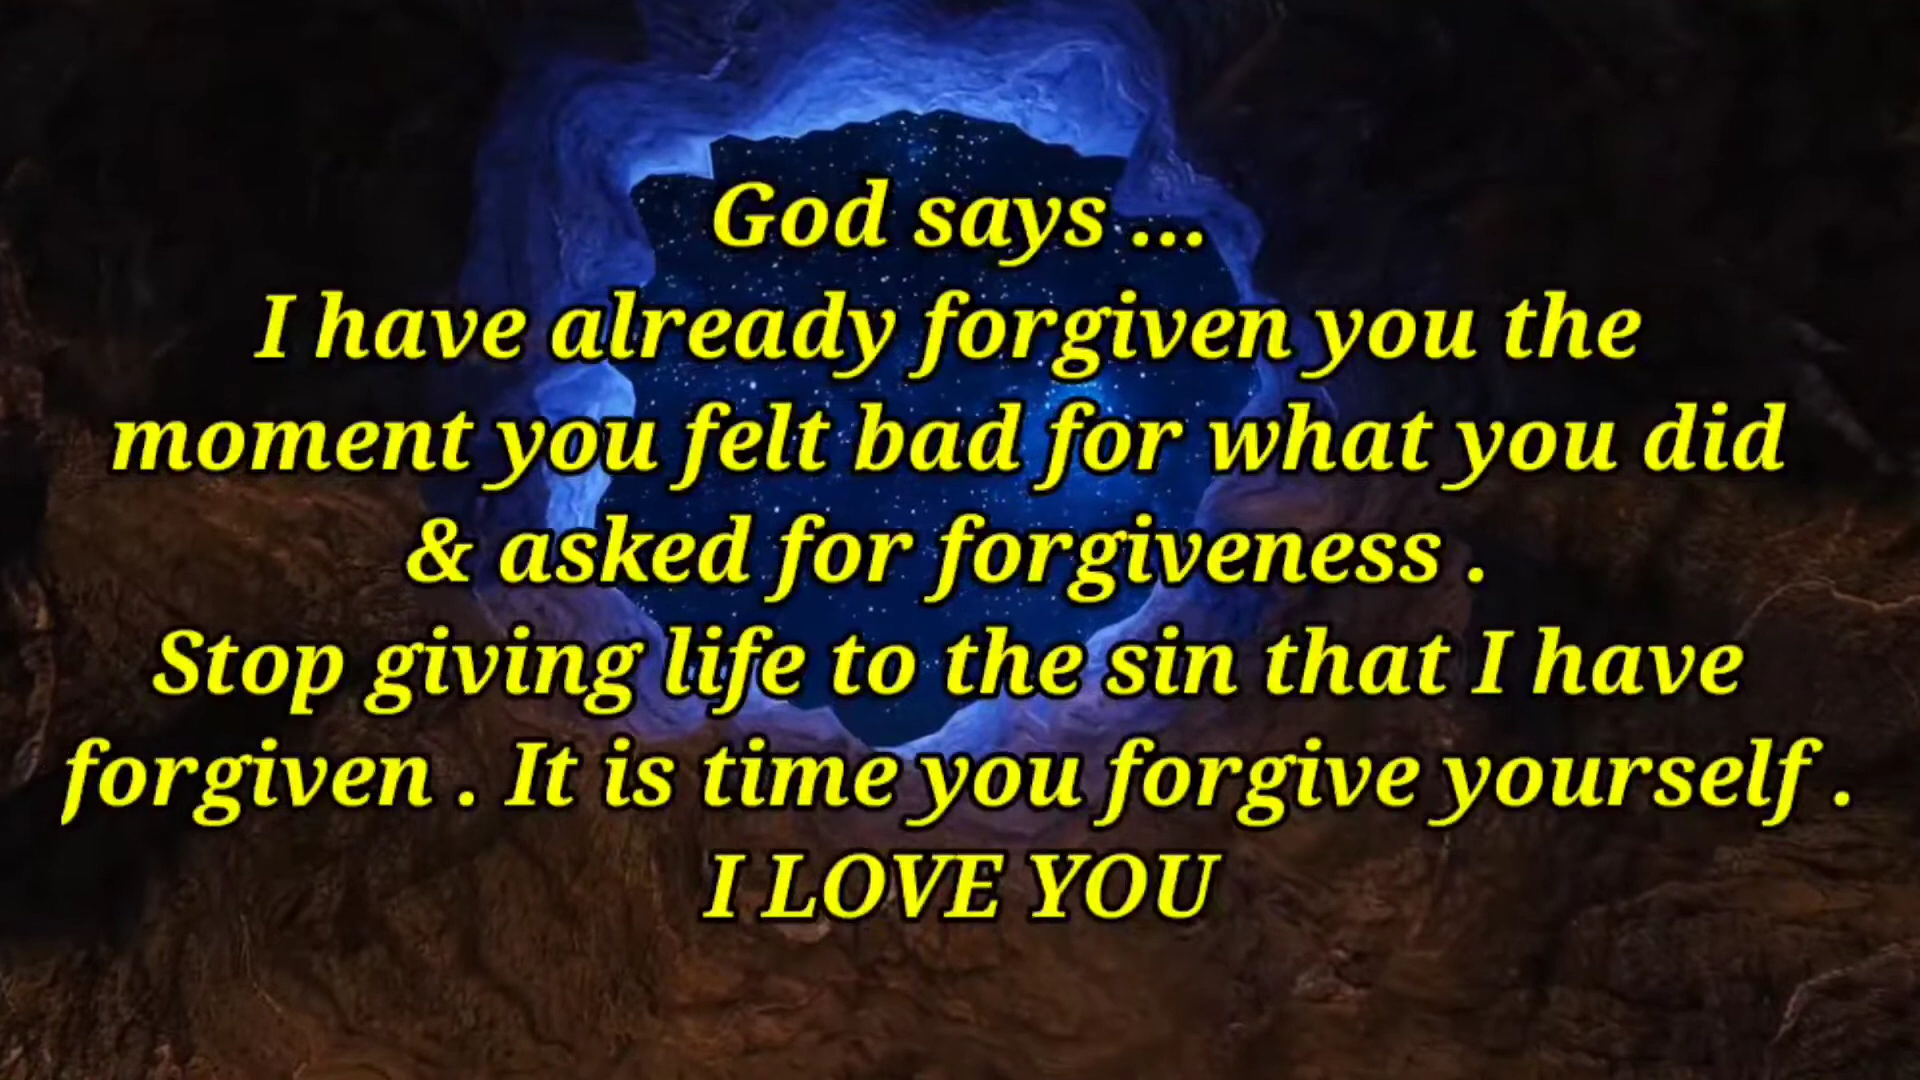 God says ...
I have already forgiven you the
moment you felt bad for what you did
& asked for forgiveness .
Stop giving life to the sin that I have
forgiven . It is time you forgive yourself .
I LOVE YOU